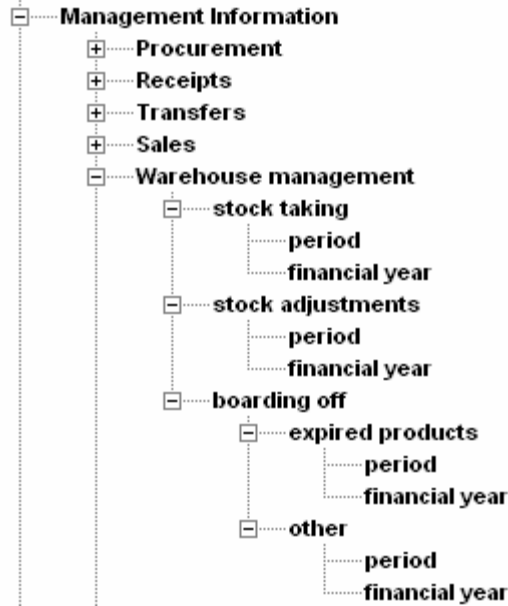 Management Information
Procurement
Receipts
Transfers
Sales
Warehouse management
stock taking
period
financial year
stock adjustments
period
financial year
boarding off
expired products
period
financial year
other
period
financial year